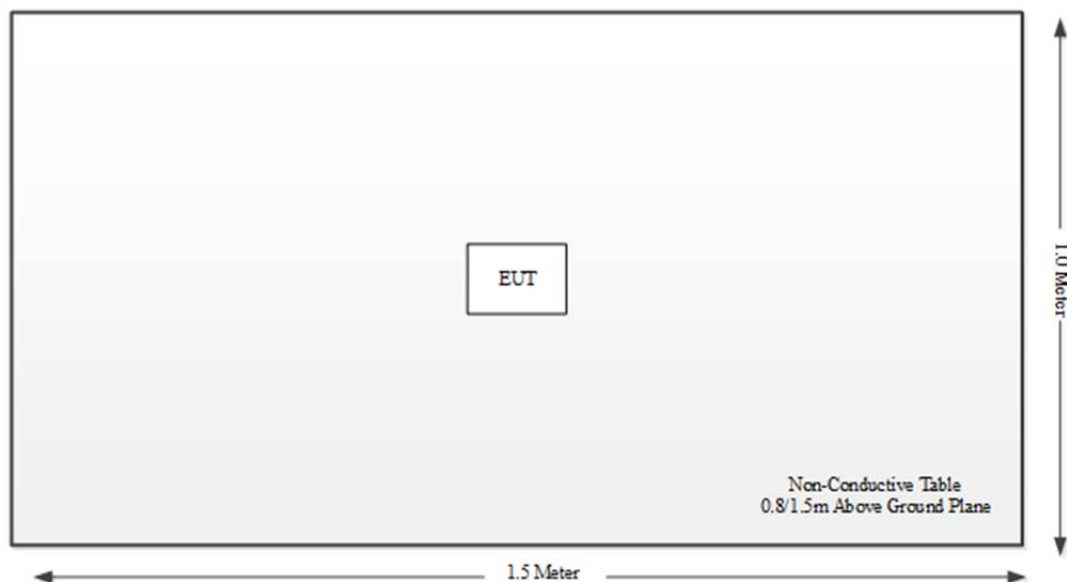 EUT
1.0 Meter
Non-Conductive Table
0.8/1.5m Above Ground Plane
1.5 Meter